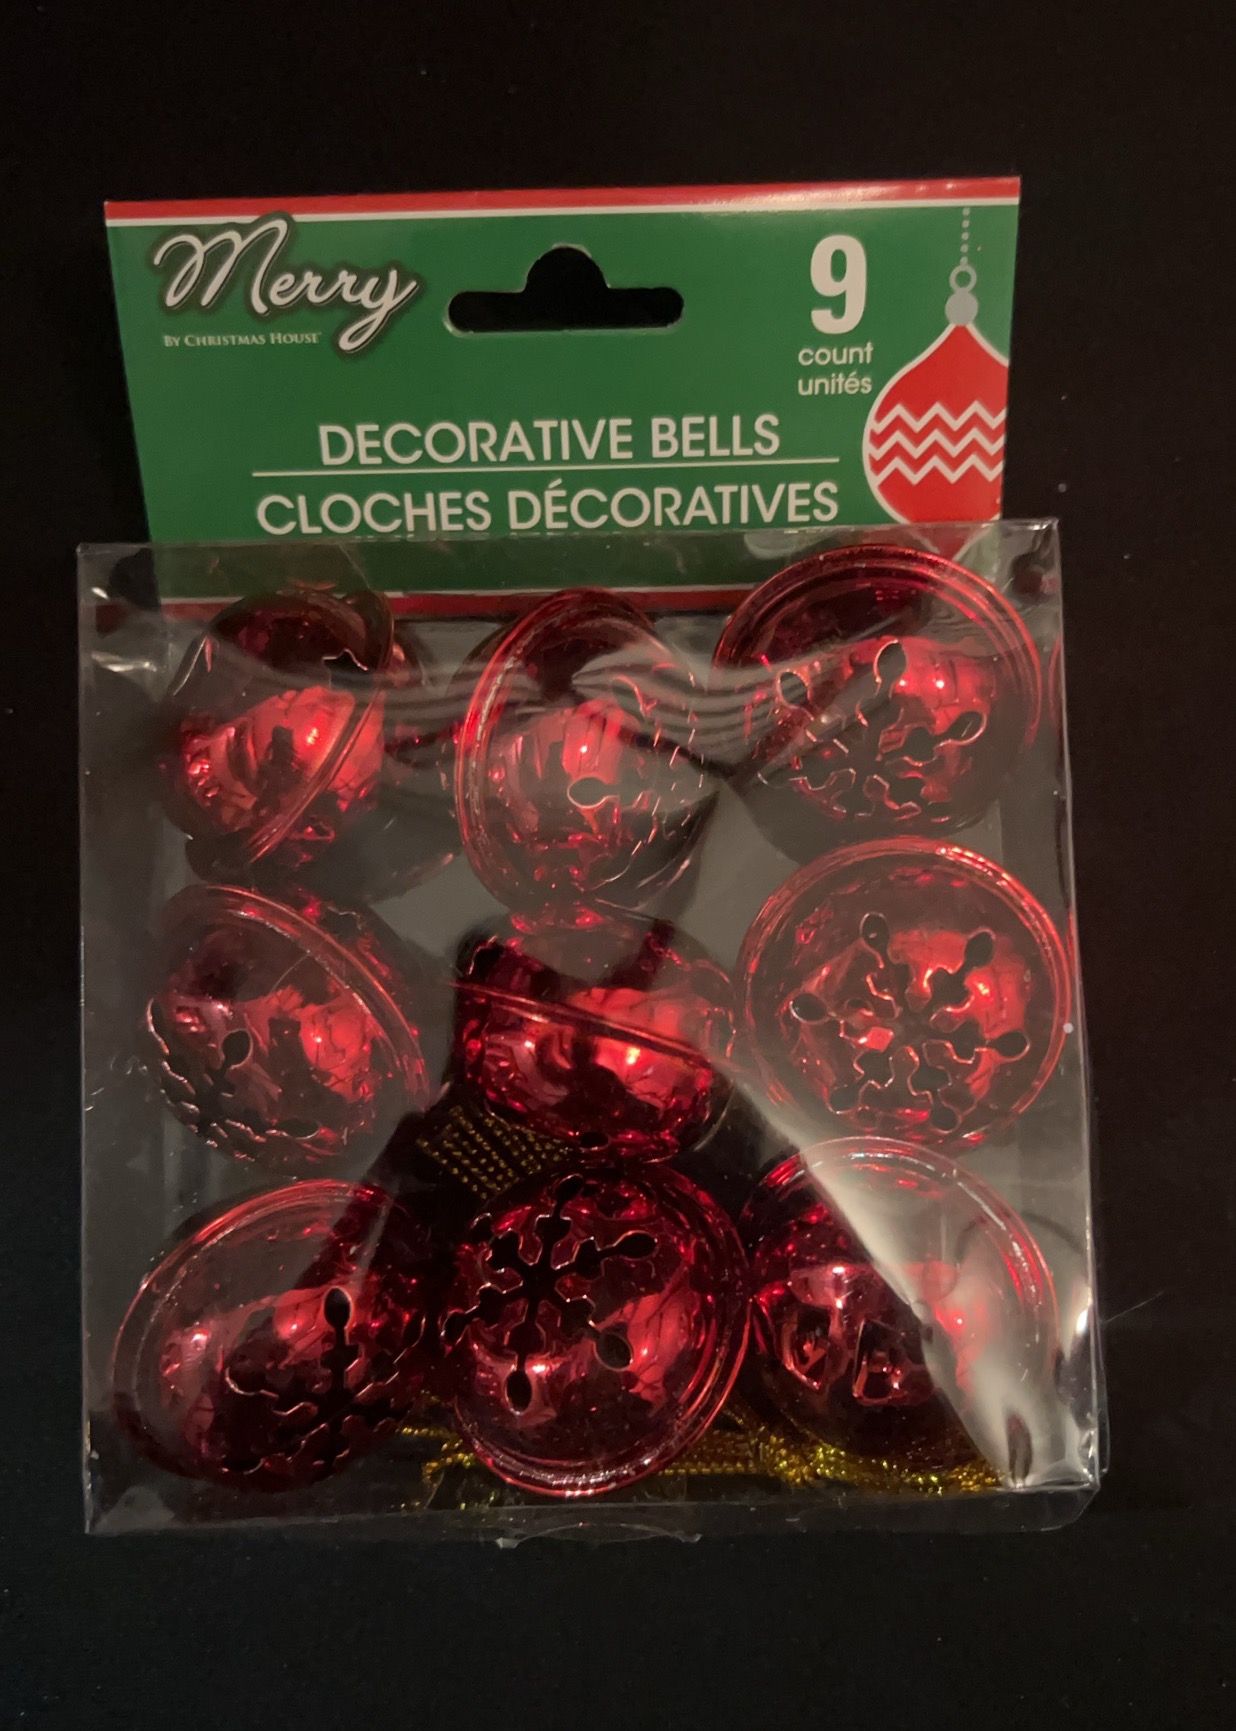 Merry
BY CHRISTMAS HOUSE
9
count
unités
DECORATIVE BELLS
CLOCHES DÉCORATIVES